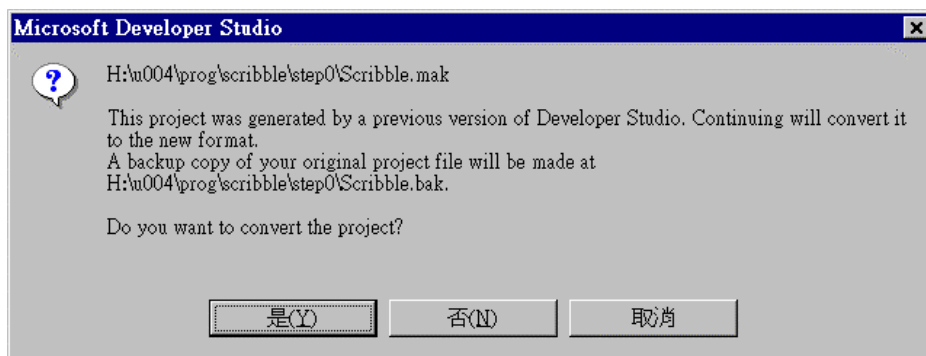 Microsoft Developer Studio
H:\u004\prog\scribble\step0\Scribble.mak
This project was generated by a previous version of Developer Studio. Continuing will convert it
to the new format.
A backup copy of your original project file will be made at
H:\u004\prog\scribble\step0\Scribble.bak.
Do you want to convert the project?
是(Y) 否(N) 取消